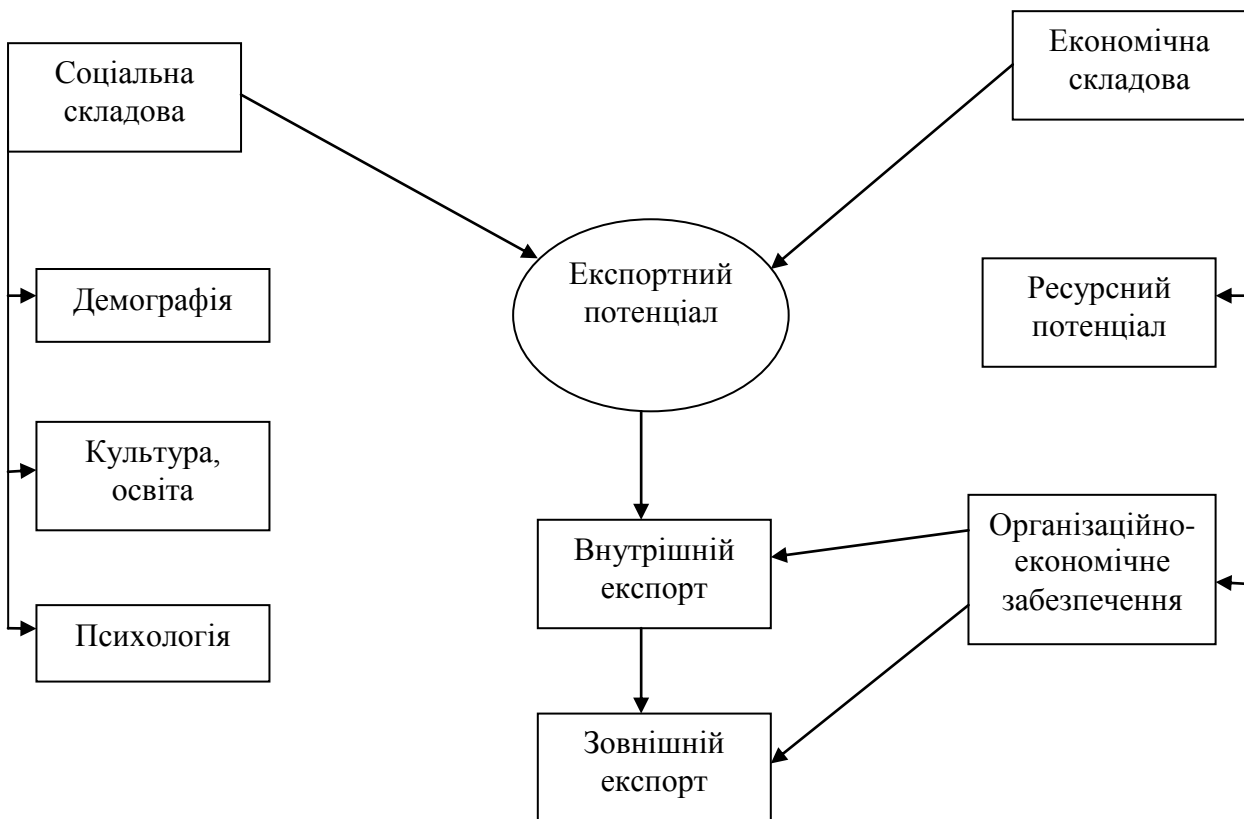 Соціальна
складова
Економічна
складова
Експортний
потенціал
Демографія
Ресурсний
потенціал
Культура,
освіта
Внутрішній
експорт
Організаційно-
економічне
забезпечення
Психологія
Зовнішній
експорт